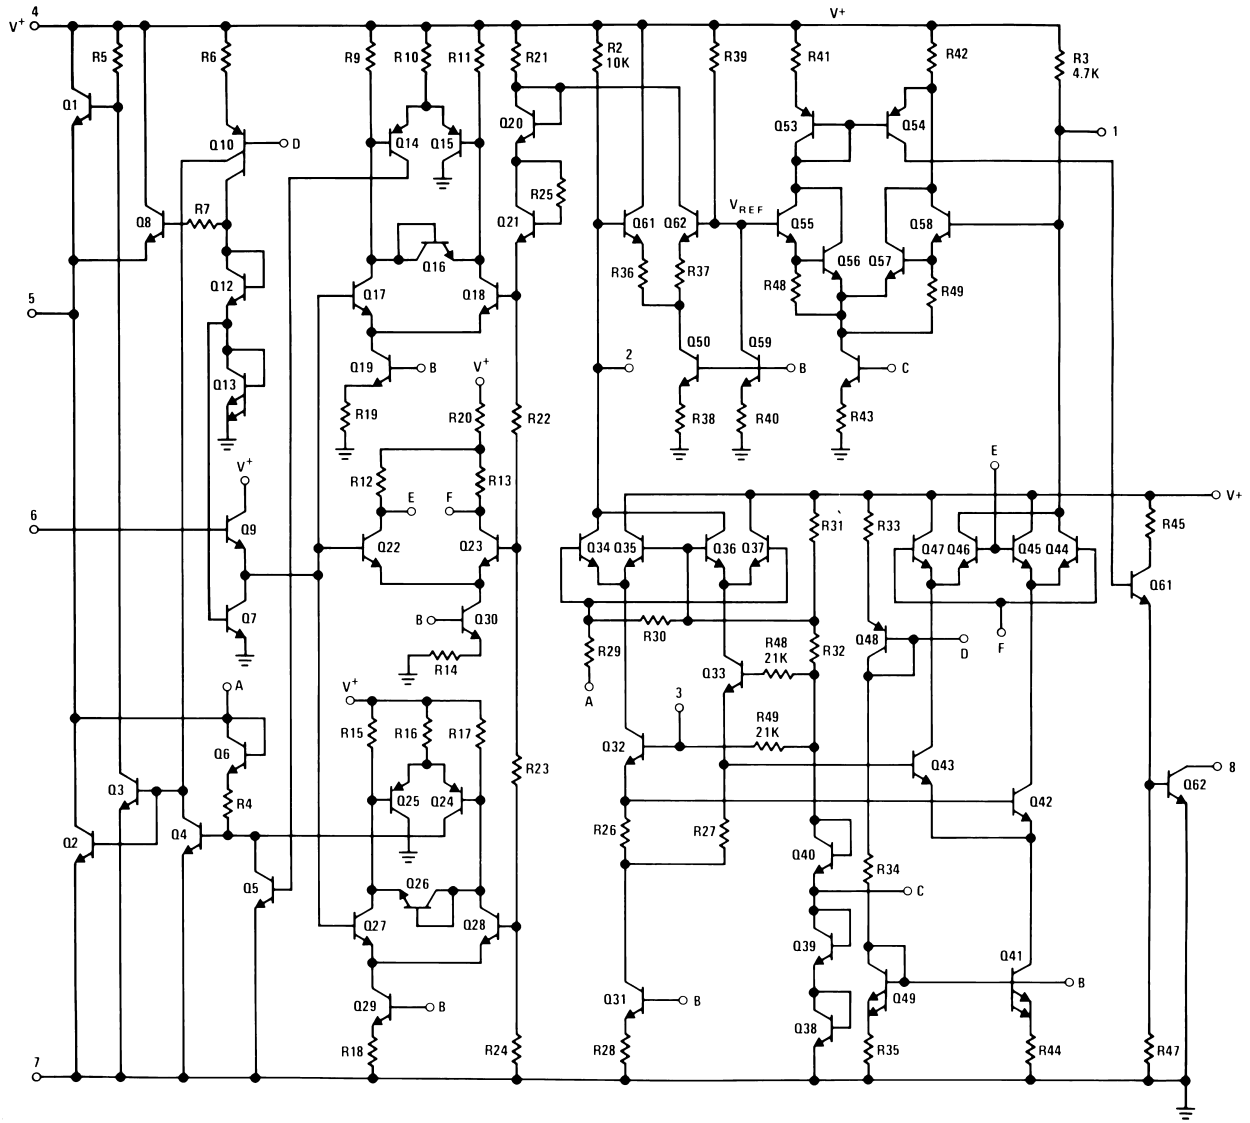 4 V+ V+
R5 R6 R9 R10 R11 R21 R2 10K R39 R41 R42 R3 4.7K
Q1 Q10 D Q14 Q15 Q20 Q53 Q54 1
Q8 R7 R25 Q21 Q61 Q62 VREF Q55 Q58
Q16 R36 R37 Q56 Q57
5 Q12 Q17 Q18 R48 R49
Q13 Q19 B V+ 2 Q50 Q59 B C
R19 R20 R22 R38 R40 R43
V+ R12 R13 E
E F V+
6 Q9 Q22 Q23 Q34 Q35 Q36 Q37 R31 R33 Q47 Q46 Q45 Q44 R45
Q7 B Q30 R30 Q61
R14 R29 Q33 R48 21K R32 Q48 D F
A V+ A 3
Q6 R15 R16 R17 Q32 R49 21K Q43
Q3 R4 Q25 Q24 R23 Q42 Q62 8
Q2 Q4 R26 R27 Q40 R34
Q5 Q26 C
Q27 Q28 Q39 Q41
Q29 B Q31 B Q49 B
R18 R24 R28 Q38 R35 R44 R47
7